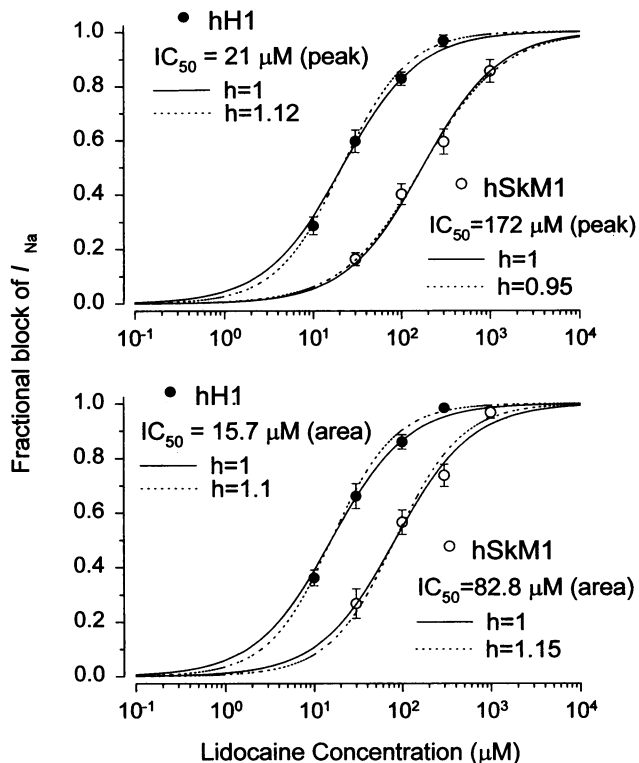 Fractional block of I Na
hH1
IC50 = 21 μM (peak)
h=1
h=1.12
hSkM1
IC50=172 μM (peak)
h=1
h=0.95
1.0
0.8
0.6
0.4
0.2
0.0
10-1 100 101 102 103 104
hH1
IC50 = 15.7 μM (area)
h=1
h=1.1
hSkM1
IC50=82.8 μM (area)
h=1
h=1.15
1.0
0.8
0.6
0.4
0.2
0.0
10-1 100 101 102 103 104
Lidocaine Concentration (μM)